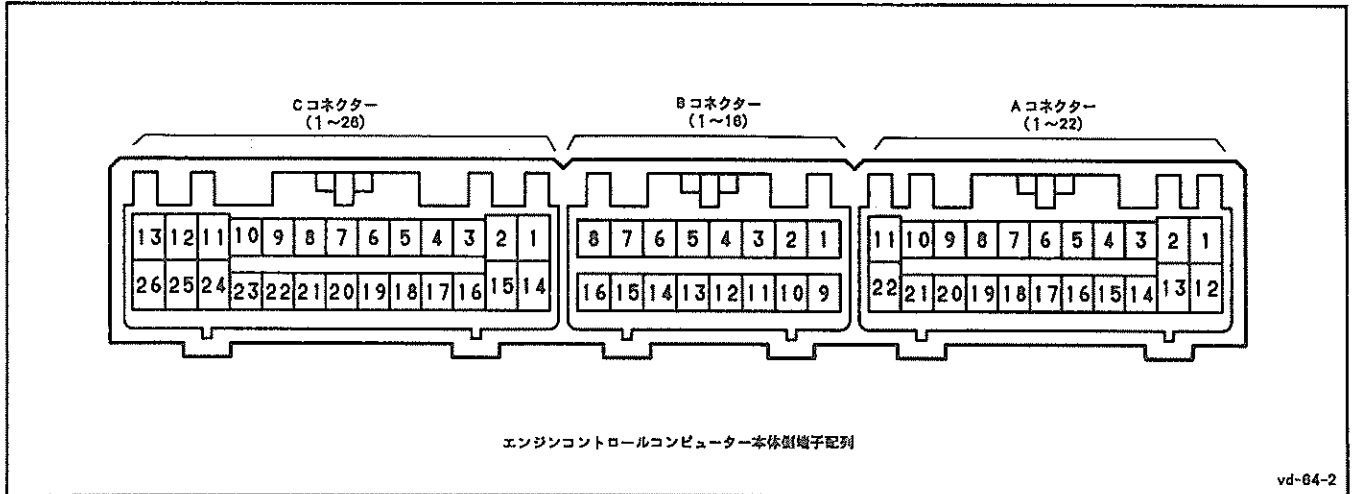 Cコネクター
(1～26)
Bコネクター
(1～16)
Aコネクター
(1～22)
13 12 11 10 9 8 7 6 5 4 3 2 1
26 25 24 23 22 21 20 19 18 17 16 15 14
8 7 6 5 4 3 2 1
16 15 14 13 12 11 10 9
11 10 9 8 7 6 5 4 3 2 1
22 21 20 19 18 17 16 15 14 13 12
エンジンコントロールコンピューター本体側端子配列
vd-64-2